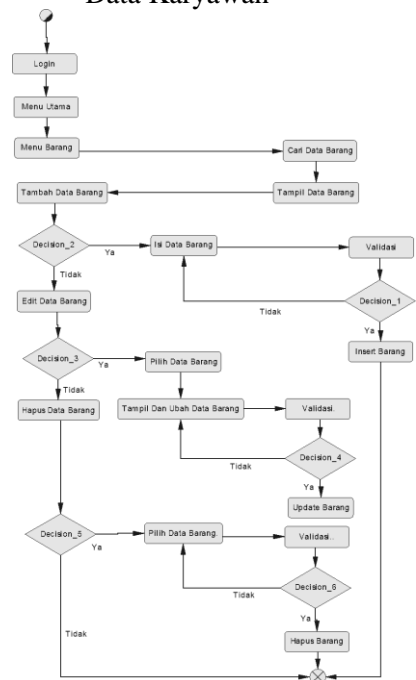 Data Karyawan
Login
Menu Utama
Menu Barang
Cari Data Barang
Tampil Data Barang
Tambah Data Barang
Decision_2
Ya
Isi Data Barang
Validasi
Tidak
Decision_1
Tidak
Ya
Edit Data Barang
Insert Barang
Decision_3
Ya
Pilih Data Barang
Tidak
Hapus Data Barang
Tampil Dan Ubah Data Barang
Validasi.
Decision_4
Tidak
Ya
Update Barang
Decision_5
Ya
Pilih Data Barang.
Validasi..
Decision_6
Tidak
Ya
Tidak
Hapus Barang